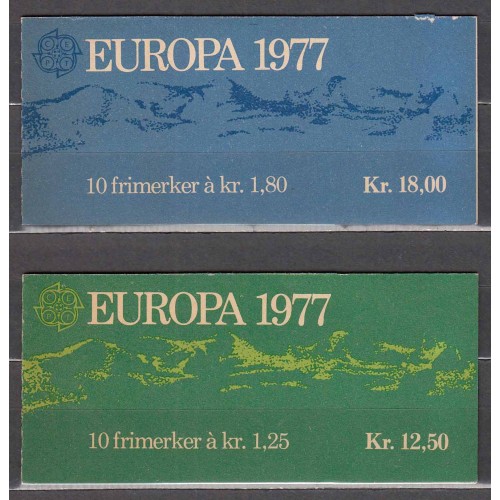 EUROPA 1977
10 frimerker à kr. 1,80 Kr. 18,00
EUROPA 1977
10 frimerker à kr. 1,25 Kr. 12,50